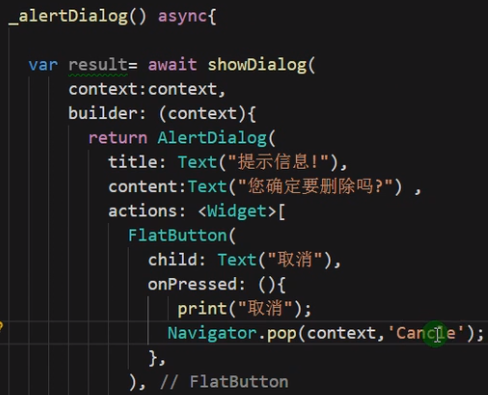 _alertDialog() async{
var result= await showDialog(
context:context,
builder: (context){
return AlertDialog(
title: Text("提示信息!"),
content:Text("您确定要删除吗?") ,
actions: <Widget>[
FlatButton(
child: Text("取消"),
onPressed: (){
print("取消");
Navigator.pop(context,'Cancle');
},
), // FlatButton